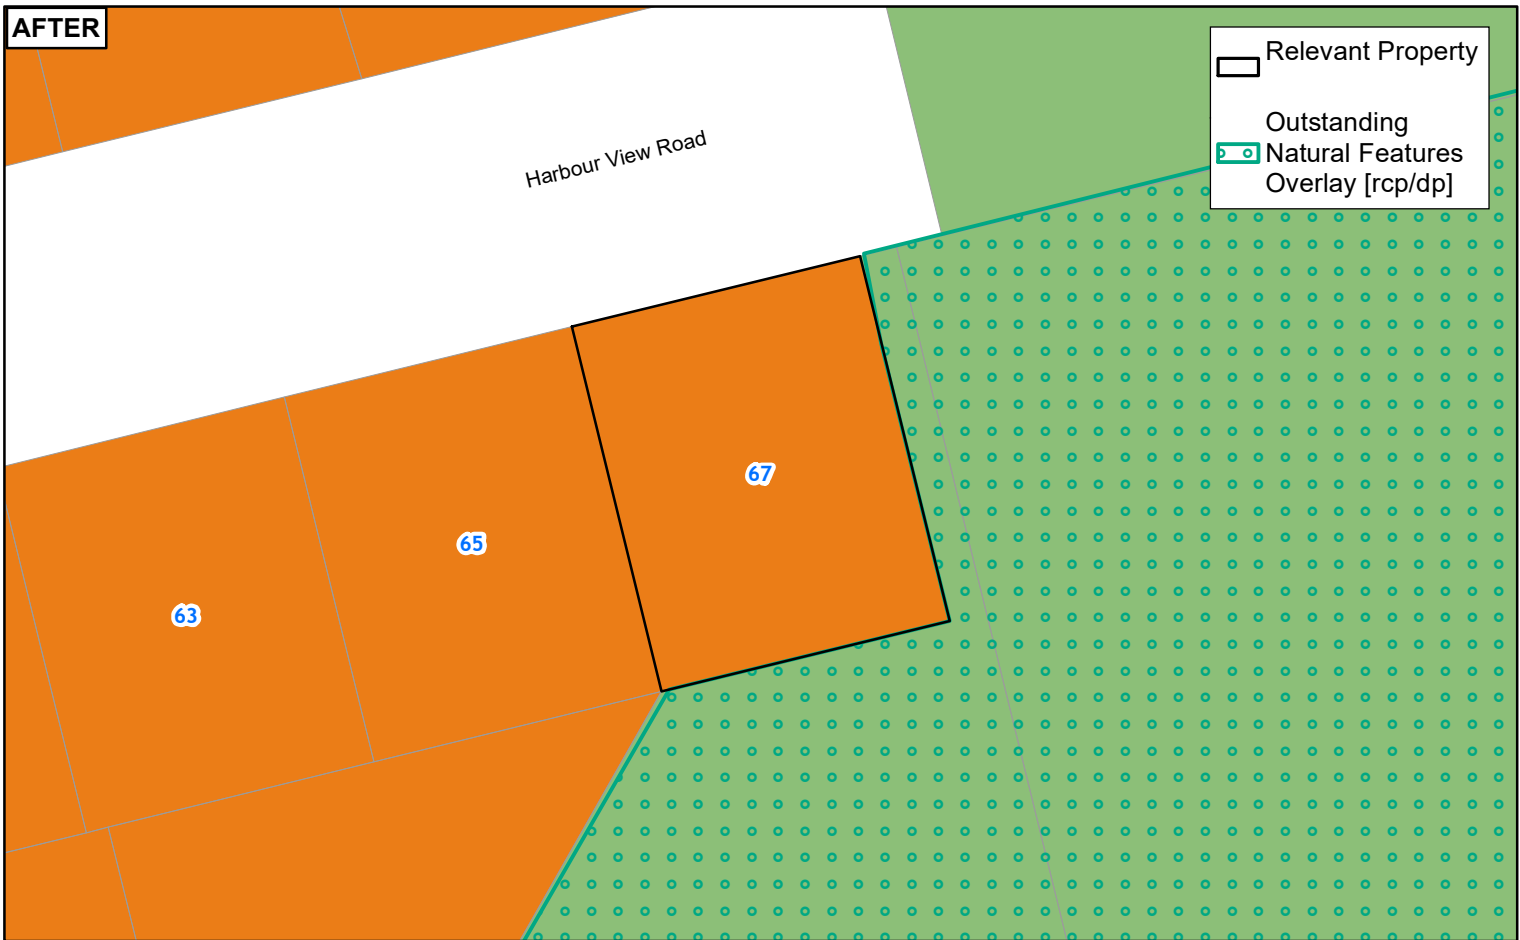 AFTER
Relevant Property
Outstanding
Natural Features
Overlay [rcp/dp]
Harbour View Road
67
65
63